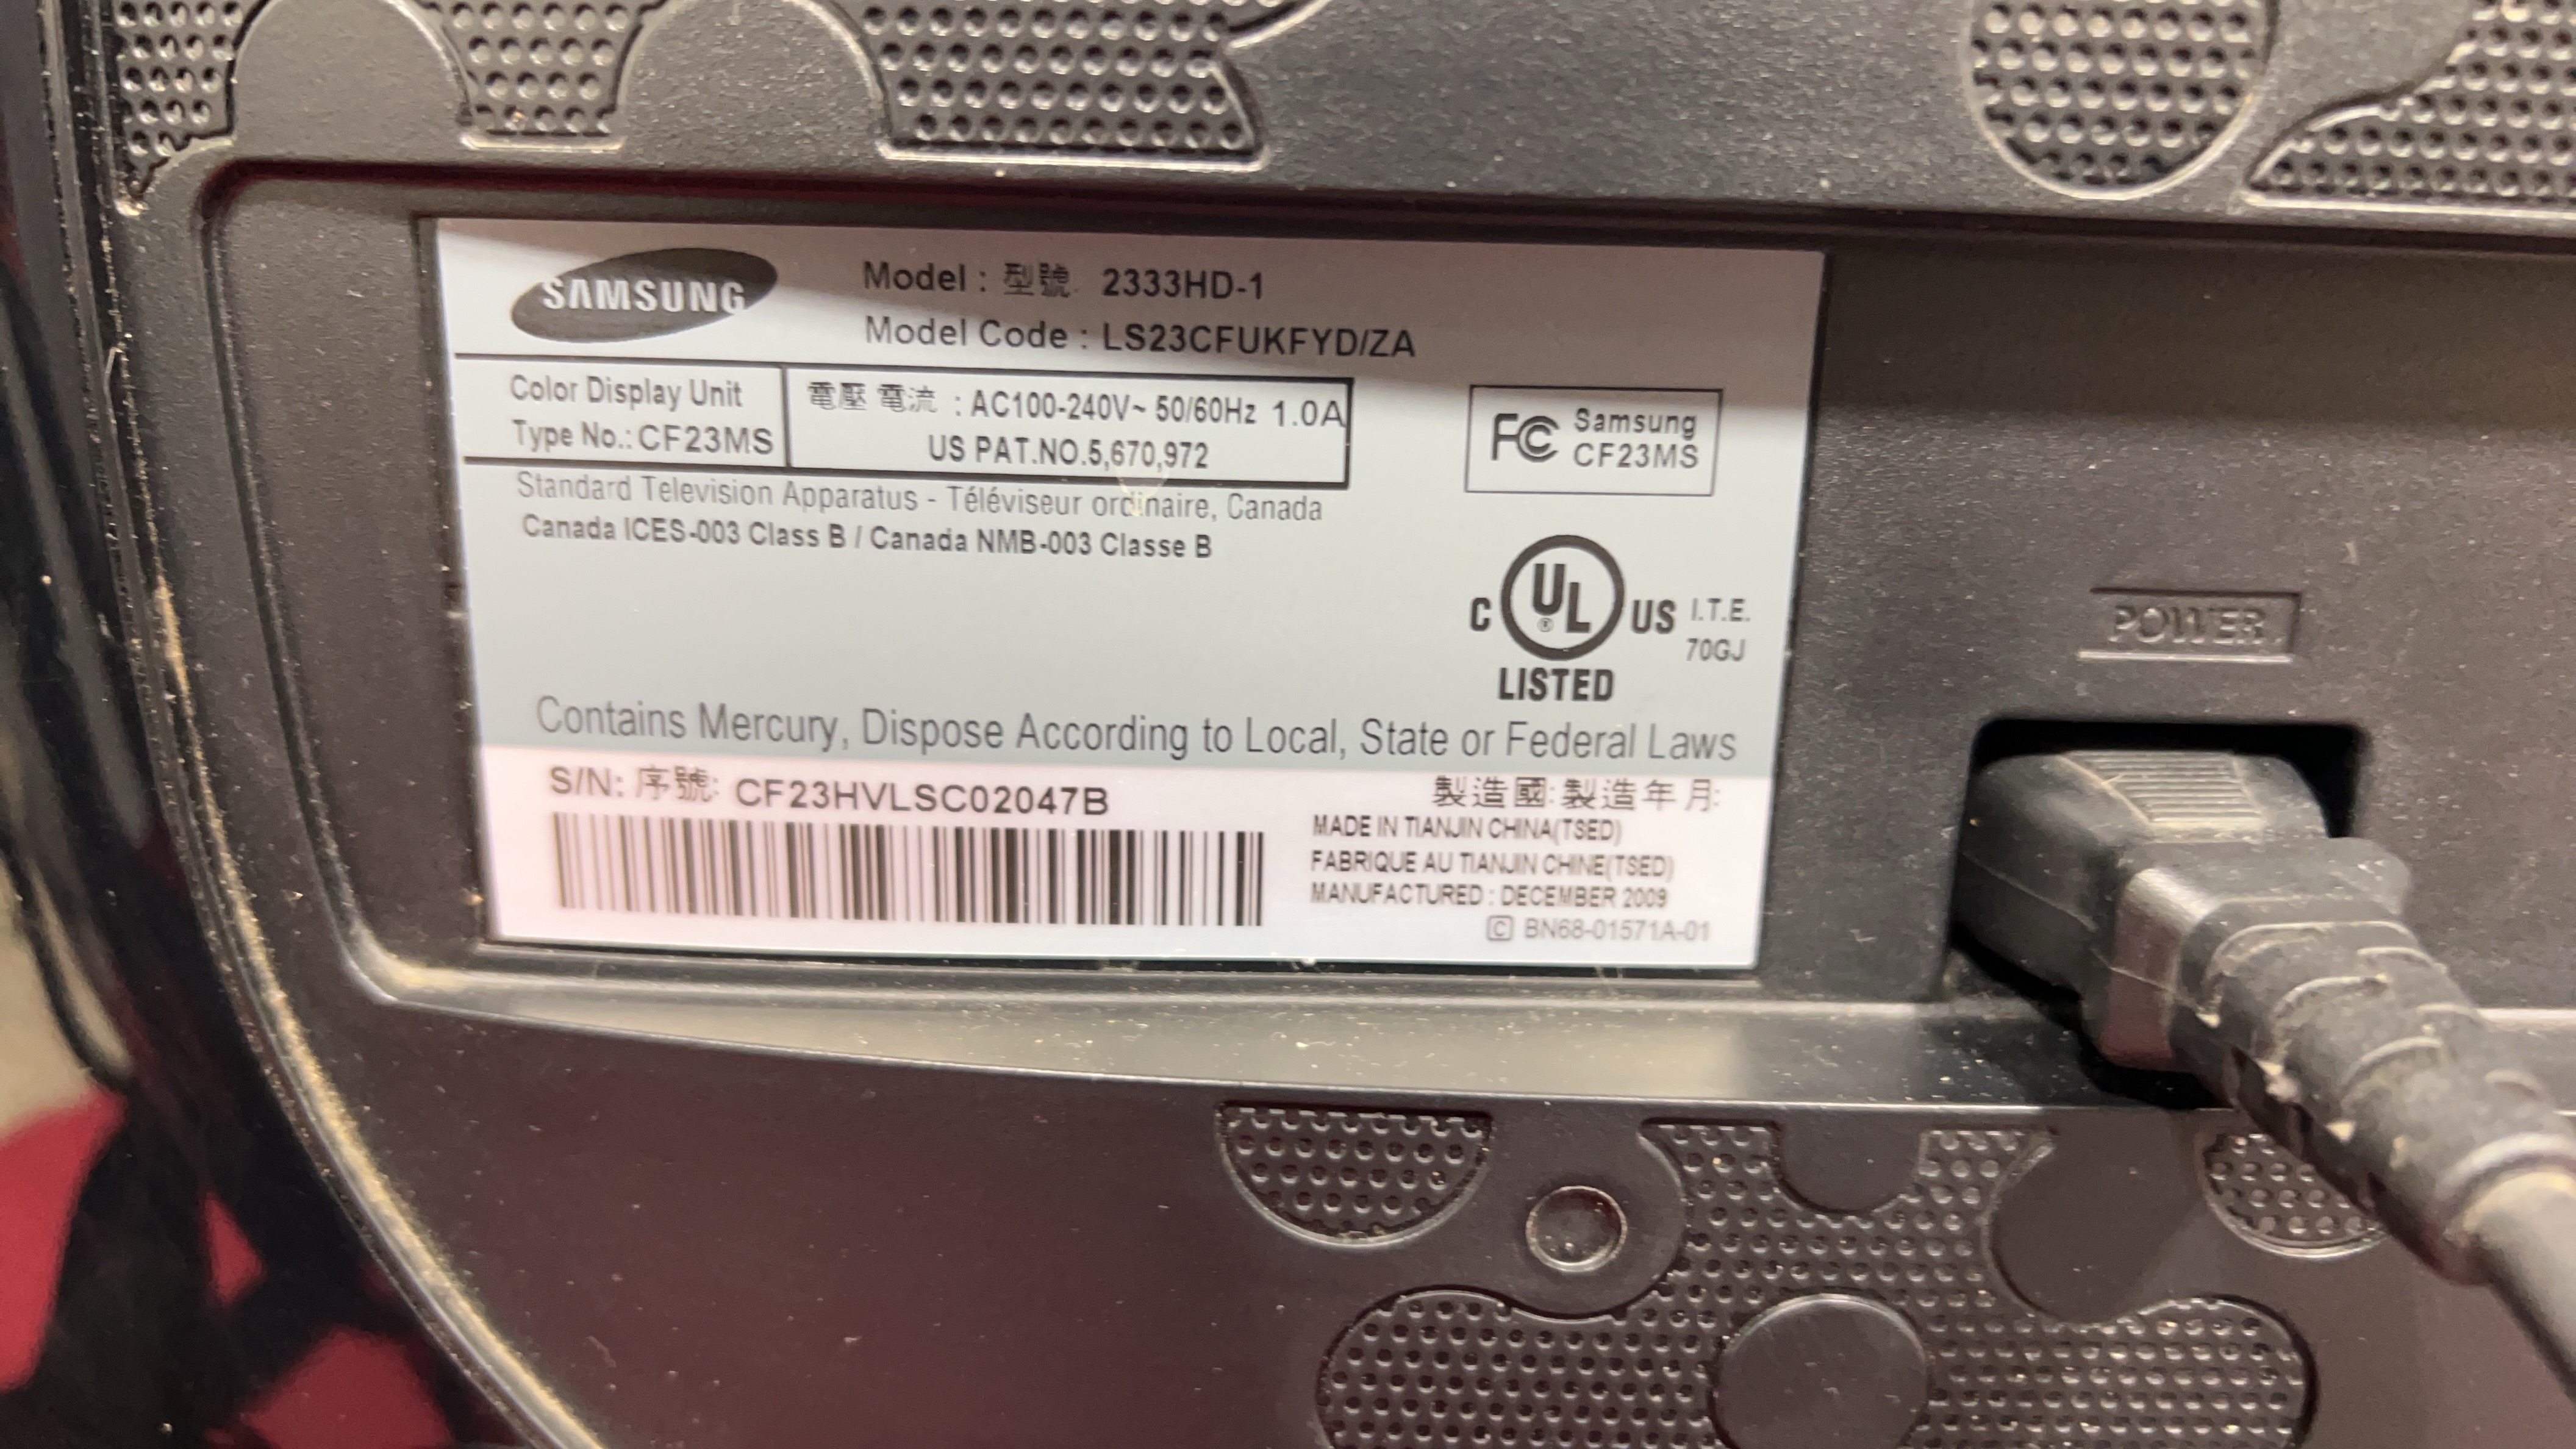 SAMSUNG
Model : 型號 2333HD-1
Model Code : LS23CFUKFYD/ZA
Color Display Unit
Type No.: CF23MS
電壓 電流 : AC100-240V~ 50/60Hz 1.0A
US PAT.NO.5,670,972
FC Samsung
CF23MS
Standard Television Apparatus - Téléviseur ordinaire, Canada
Canada ICES-003 Class B / Canada NMB-003 Classe B
C UL ® US I.T.E.
70GJ
LISTED
Contains Mercury, Dispose According to Local, State or Federal Laws
S/N: 序號: CF23HVLSC02047B
製造國: 製造年月:
MADE IN TIANJIN CHINA(TSED)
FABRIQUE AU TIANJIN CHINE(TSED)
MANUFACTURED : DECEMBER 2009
C BN68-01571A-01
POWER